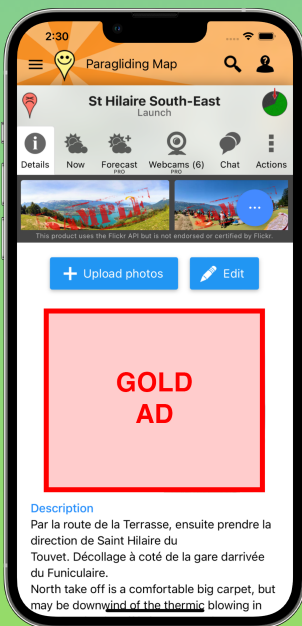 2:30
Paragliding Map
St Hilaire South-East
Launch
Details Now Forecast Webcams (6) Chat Actions
PRO PRO
SAMPLE
This product uses the Flickr API but is not endorsed or certified by Flickr.
Upload photos Edit
GOLD
AD
Description
Par la route de la Terrasse, ensuite prendre la
direction de Saint Hilaire du
Touvet. Décollage à coté de la gare darrivée
du Funiculaire.
North take off is a comfortable big carpet, but
may be downwind of the thermic blowing in